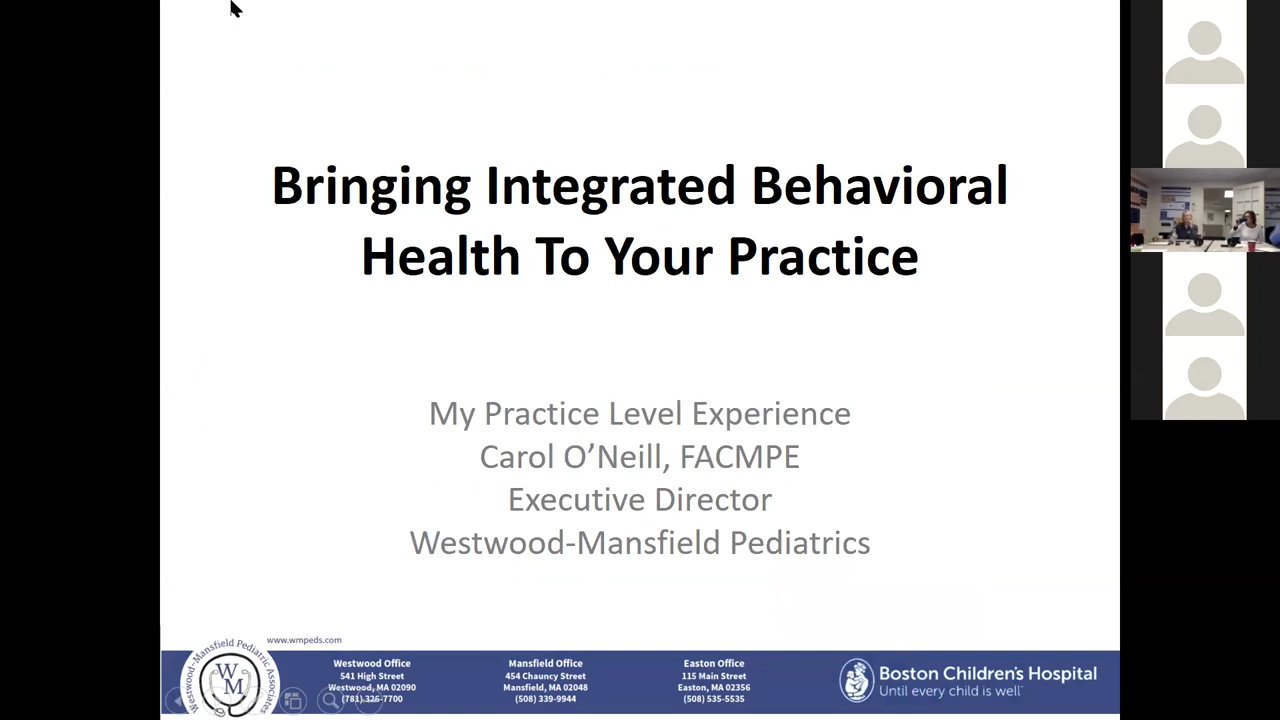 Bringing Integrated Behavioral
Health To Your Practice
My Practice Level Experience
Carol O’Neill, FACMPE
Executive Director
Westwood-Mansfield Pediatrics
www.wmpeds.com
Westwood-Mansfield Pediatric Associates
W
M
Westwood Office
541 High Street
Westwood, MA 02090
(781) 326-7700
Mansfield Office
454 Chauncy Street
Mansfield, MA 02048
(508) 339-9944
Easton Office
115 Main Street
Easton, MA 02356
(508) 535-5535
Boston Children’s Hospital
Until every child is well™